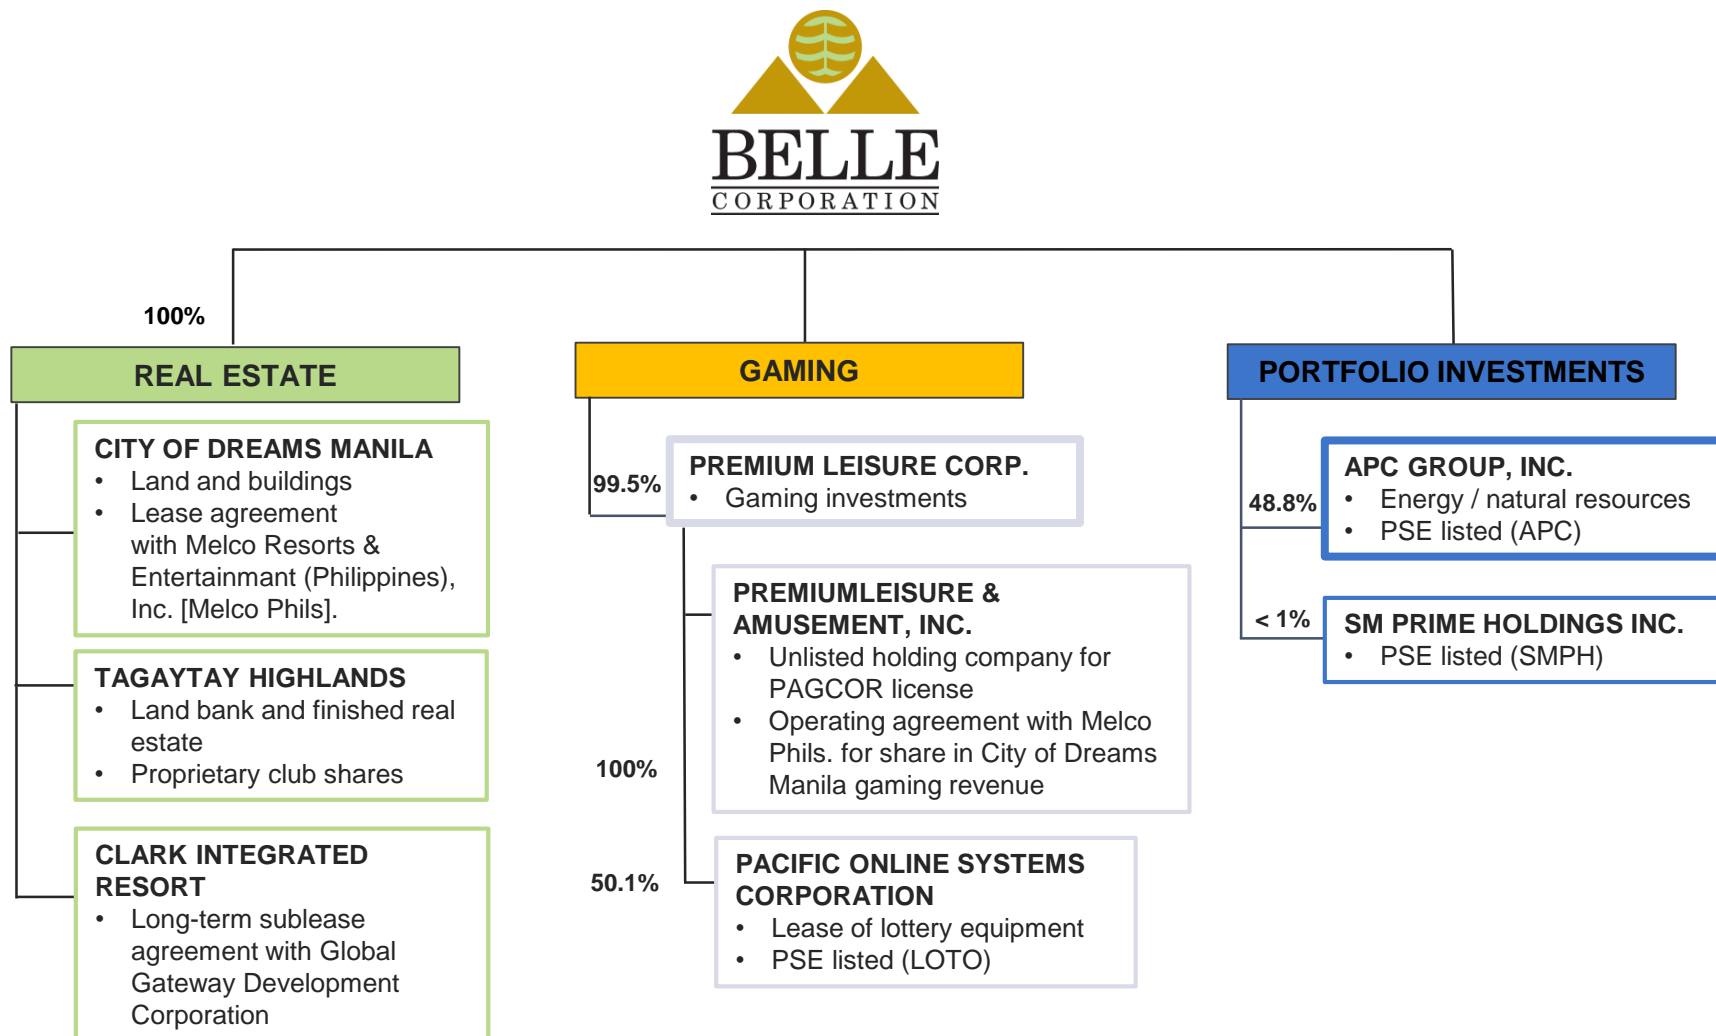 BELLE
CORPORATION
100%
REAL ESTATE
CITY OF DREAMS MANILA
• Land and buildings
• Lease agreement
with Melco Resorts &
Entertainmant (Philippines),
Inc. [Melco Phils].
TAGAYTAY HIGHLANDS
• Land bank and finished real
estate
• Proprietary club shares
CLARK INTEGRATED
RESORT
• Long-term sublease
agreement with Global
Gateway Development
Corporation
GAMING
99.5%
PREMIUM LEISURE CORP.
• Gaming investments
PREMIUMLEISURE &
AMUSEMENT, INC.
• Unlisted holding company for
PAGCOR license
• Operating agreement with Melco
Phils. for share in City of Dreams
Manila gaming revenue
100%
50.1%
PACIFIC ONLINE SYSTEMS
CORPORATION
• Lease of lottery equipment
• PSE listed (LOTO)
PORTFOLIO INVESTMENTS
48.8%
APC GROUP, INC.
• Energy / natural resources
• PSE listed (APC)
< 1%
SM PRIME HOLDINGS INC.
• PSE listed (SMPH)